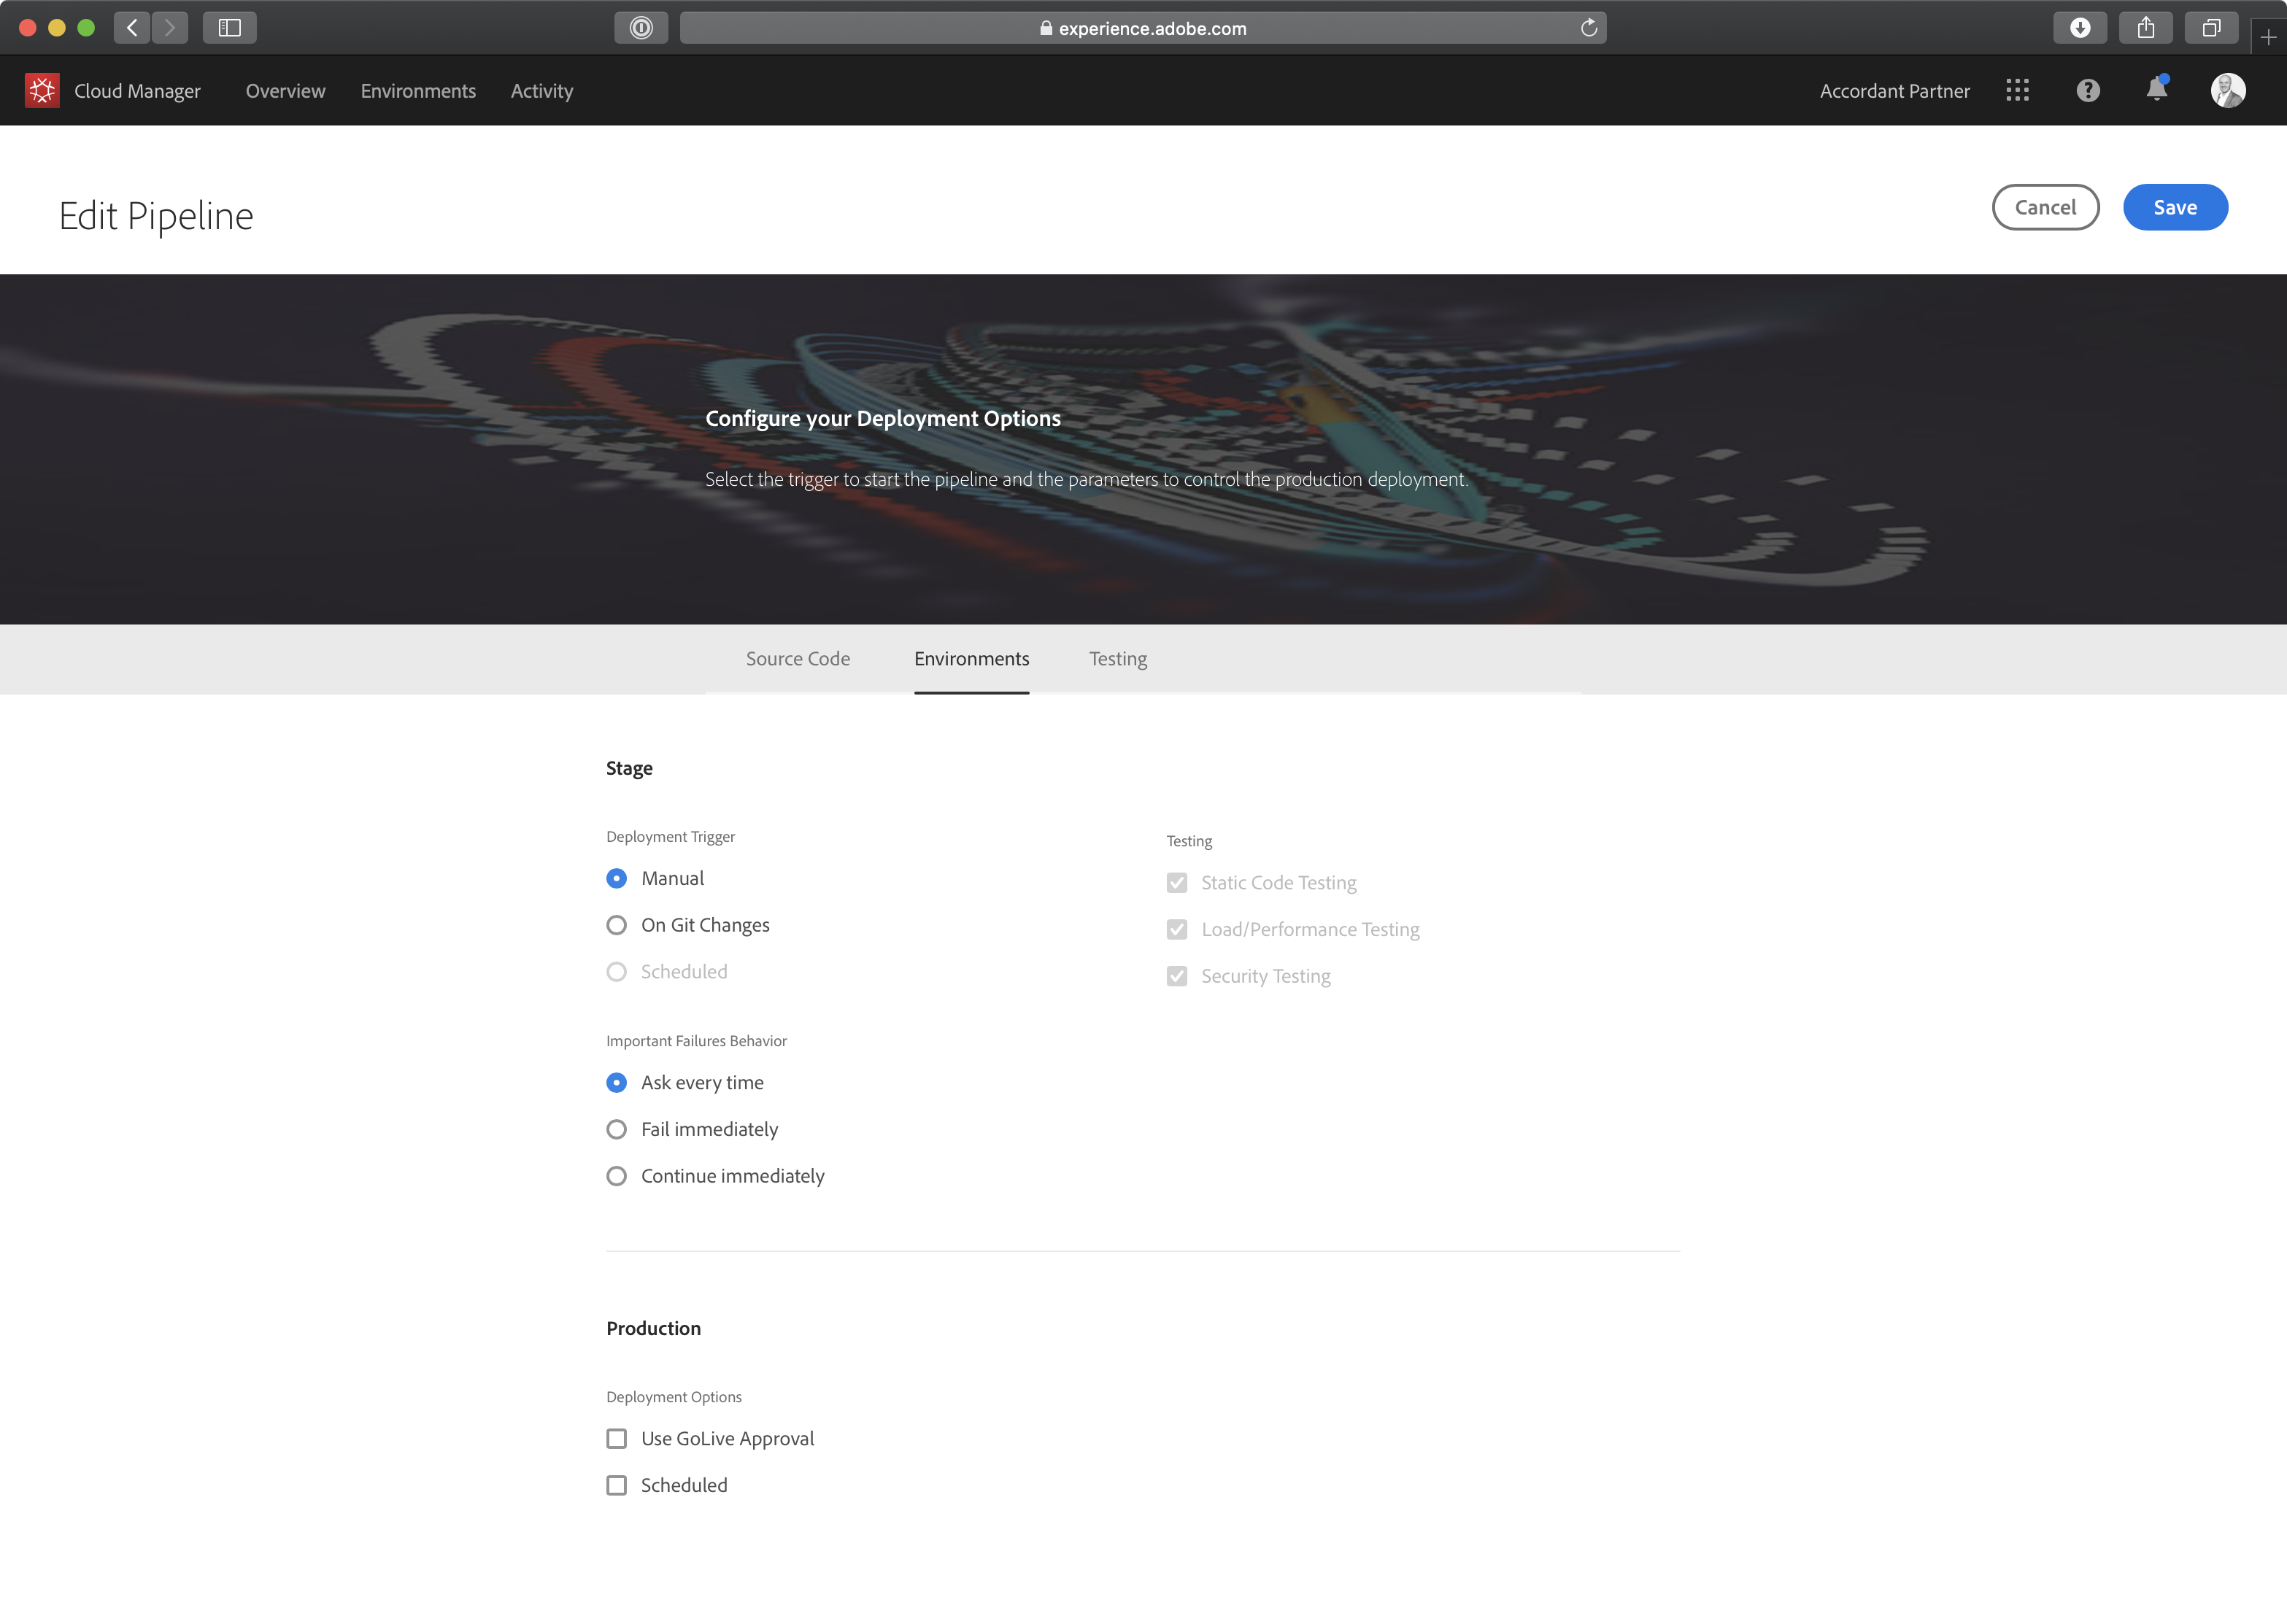 experience.adobe.com
Cloud Manager Overview Environments Activity Accordant Partner
Edit Pipeline Cancel Save
Configure your Deployment Options
Select the trigger to start the pipeline and the parameters to control the production deployment.
Source Code Environments Testing
Stage
Deployment Trigger
Manual
On Git Changes
Scheduled
Testing
Static Code Testing
Load/Performance Testing
Security Testing
Important Failures Behavior
Ask every time
Fail immediately
Continue immediately
Production
Deployment Options
Use GoLive Approval
Scheduled